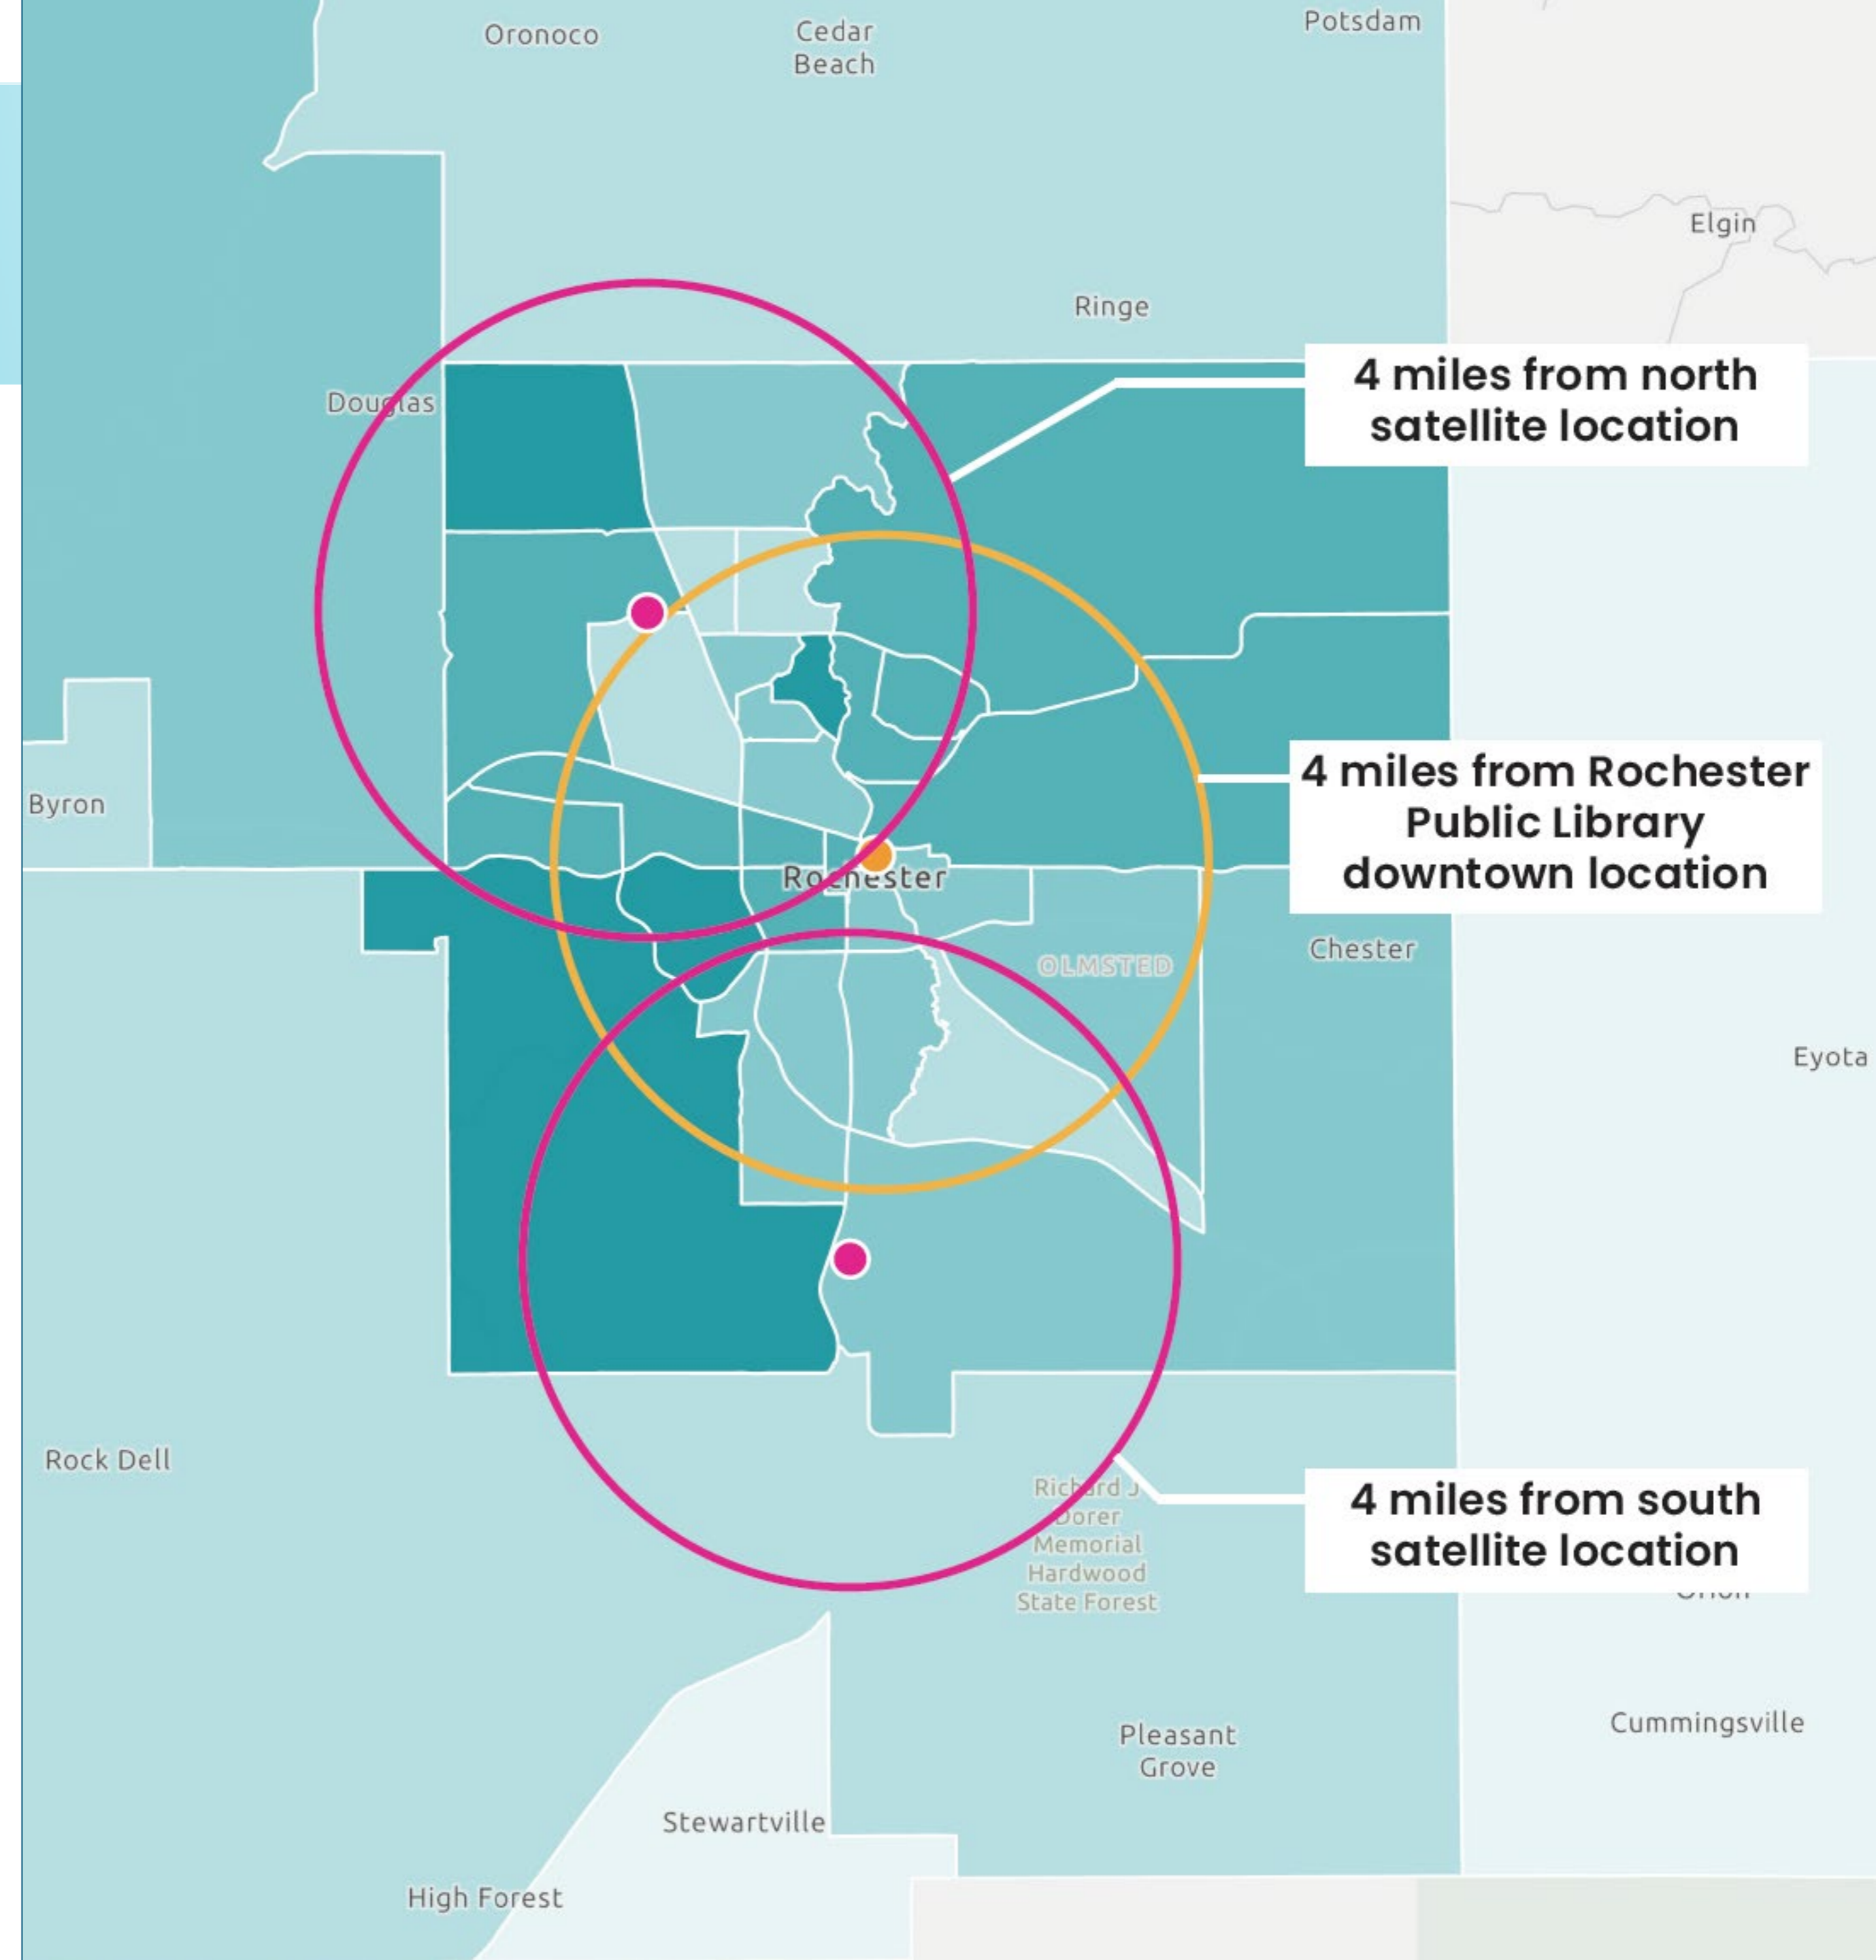 Oronoco
Cedar
Beach
Potsdam
Elgin
Ringe
4 miles from north
satellite location
Douglas
4 miles from Rochester
Public Library
downtown location
Byron
Rochester
OLMSTED
Chester
Eyota
Rock Dell
Richard J
Dorer
Memorial
Hardwood
State Forest
4 miles from south
satellite location
Pleasant
Grove
Cummingsville
Stewartville
High Forest